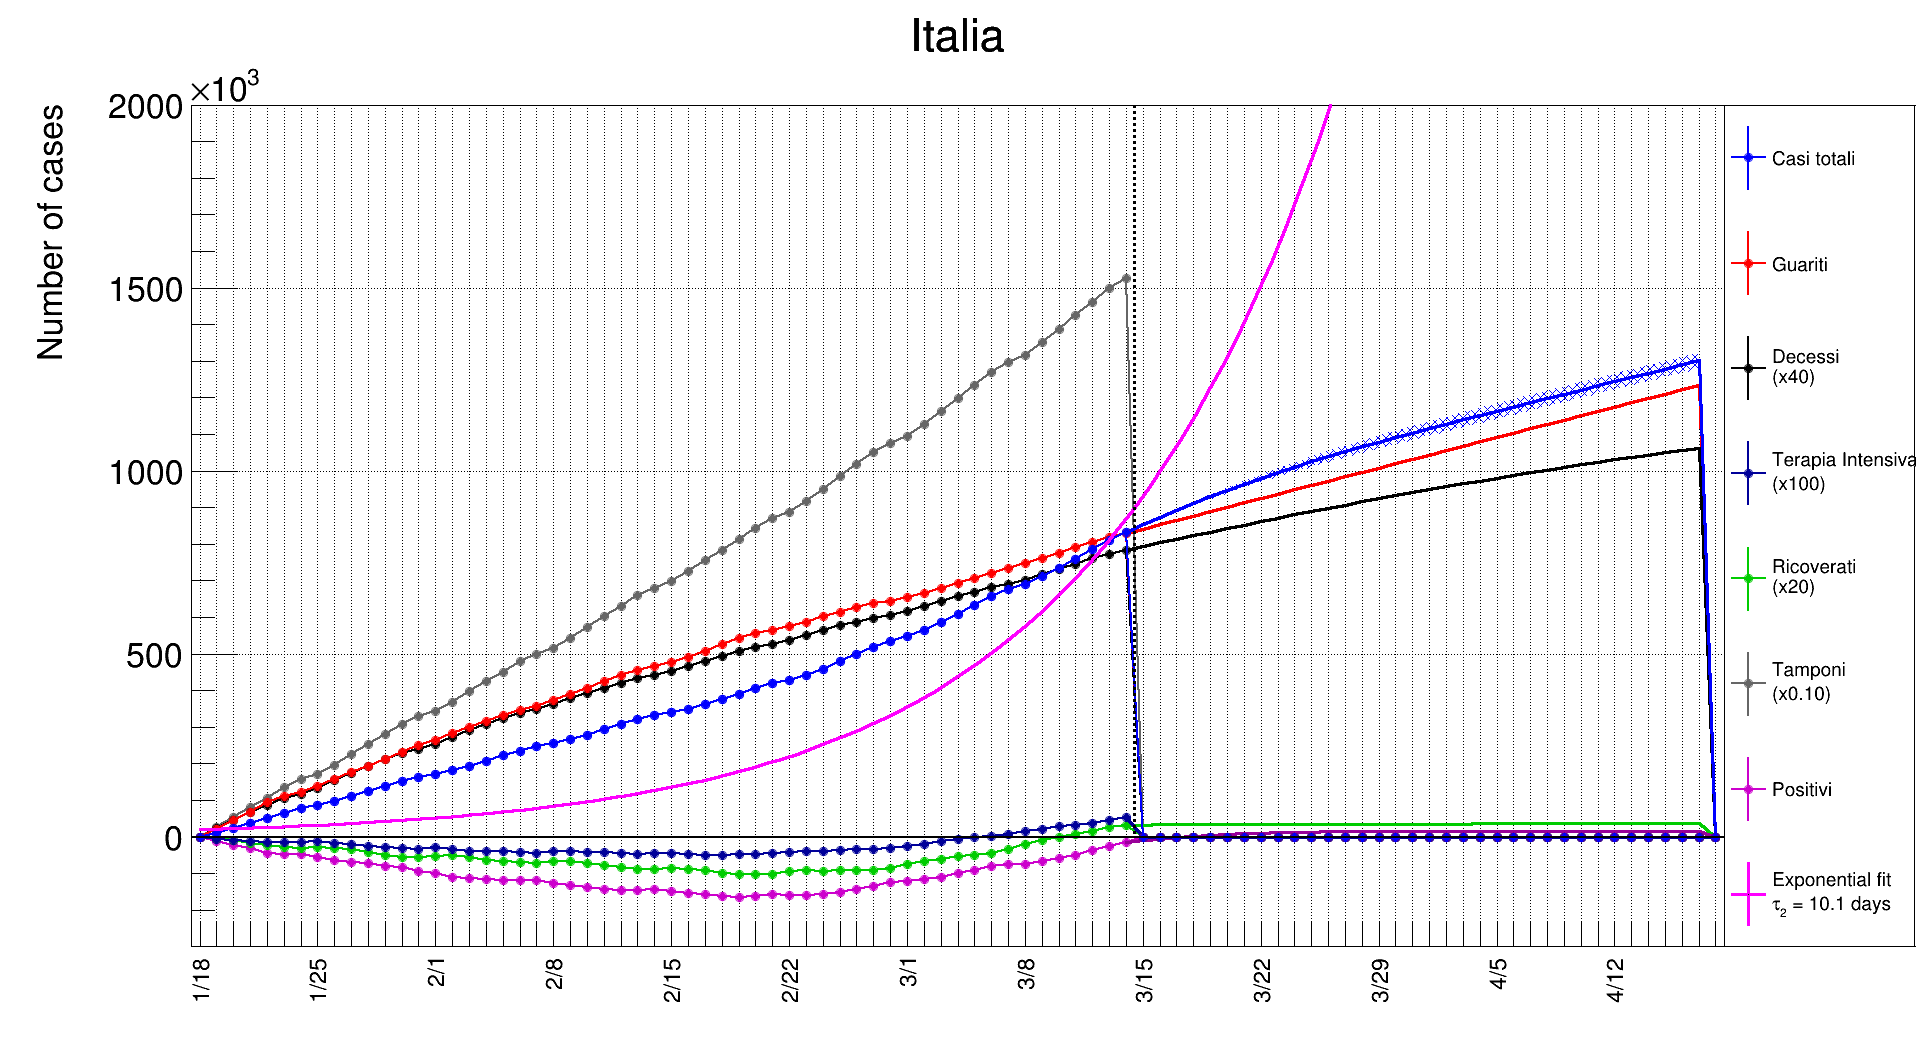 Italia
×10³
Number of cases
2000
1500
1000
500
0
1/18
1/25
2/1
2/8
2/15
2/22
3/1
3/8
3/15
3/22
3/29
4/5
4/12
Casi totali
Guariti
Decessi
(x40)
Terapia Intensiva
(x100)
Ricoverati
(x20)
Tamponi
(x0.10)
Positivi
Exponential fit
τ₂ = 10.1 days